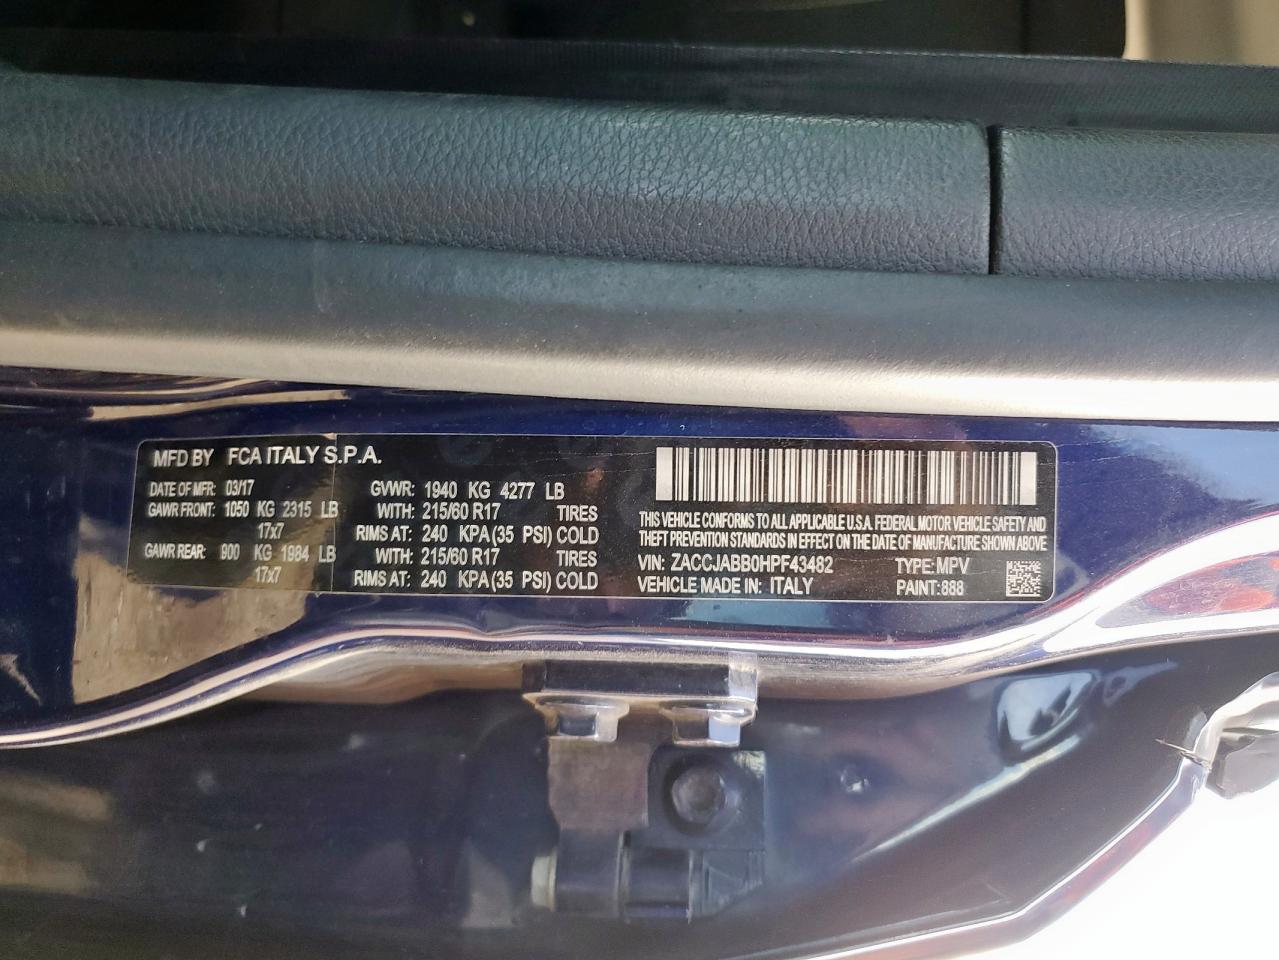 MFD BY FCA ITALY S.P.A.
DATE OF MFR: 03/17 GVWR: 1940 KG 4277 LB
GAWR FRONT: 1050 KG 2315 LB WITH: 215/60 R17 TIRES
17x7 RIMS AT: 240 KPA(35 PSI) COLD
GAWR REAR: 900 KG 1984 LB WITH: 215/60 R17 TIRES
17x7 RIMS AT: 240 KPA(35 PSI) COLD
THIS VEHICLE CONFORMS TO ALL APPLICABLE U.S.A. FEDERAL MOTOR VEHICLE SAFETY AND
THEFT PREVENTION STANDARDS IN EFFECT ON THE DATE OF MANUFACTURE SHOWN ABOVE
VIN: ZACCJABB0HPF43482 TYPE: MPV
VEHICLE MADE IN: ITALY PAINT: 888